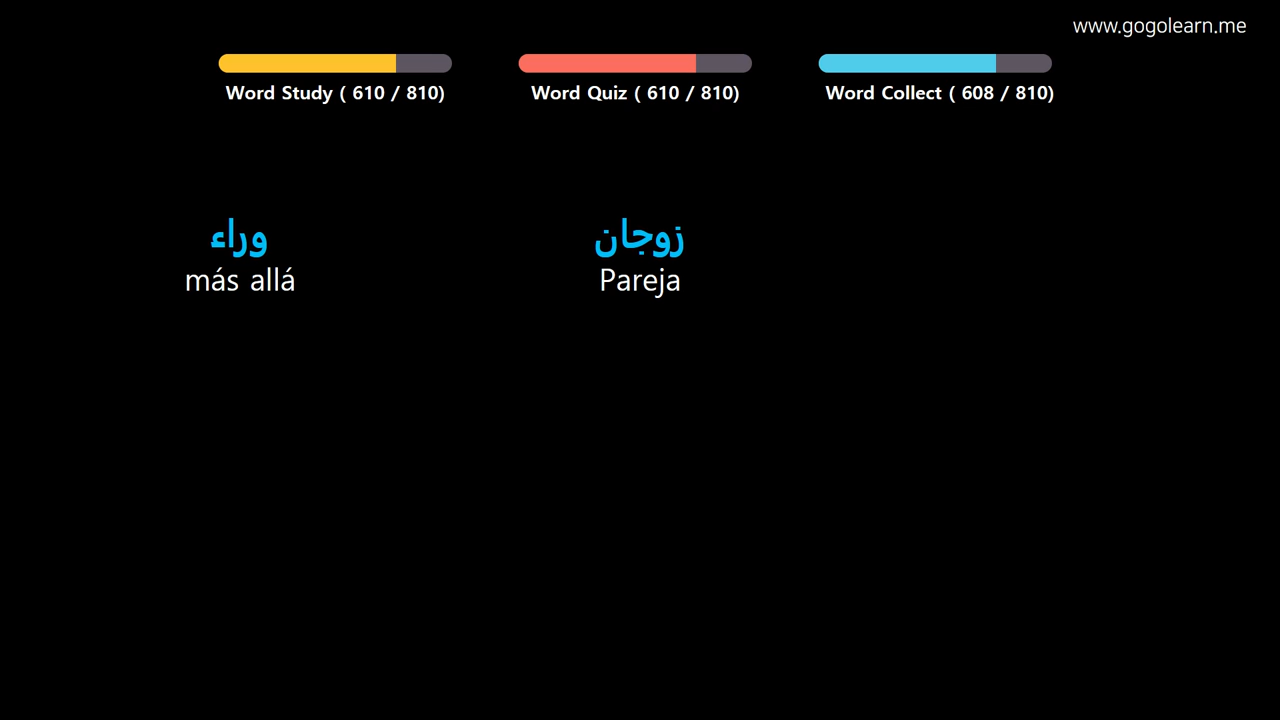 www.gogolearn.me
Word Study ( 610 / 810)
Word Quiz ( 610 / 810)
Word Collect ( 608 / 810)
وراء
más allá
زوجان
Pareja